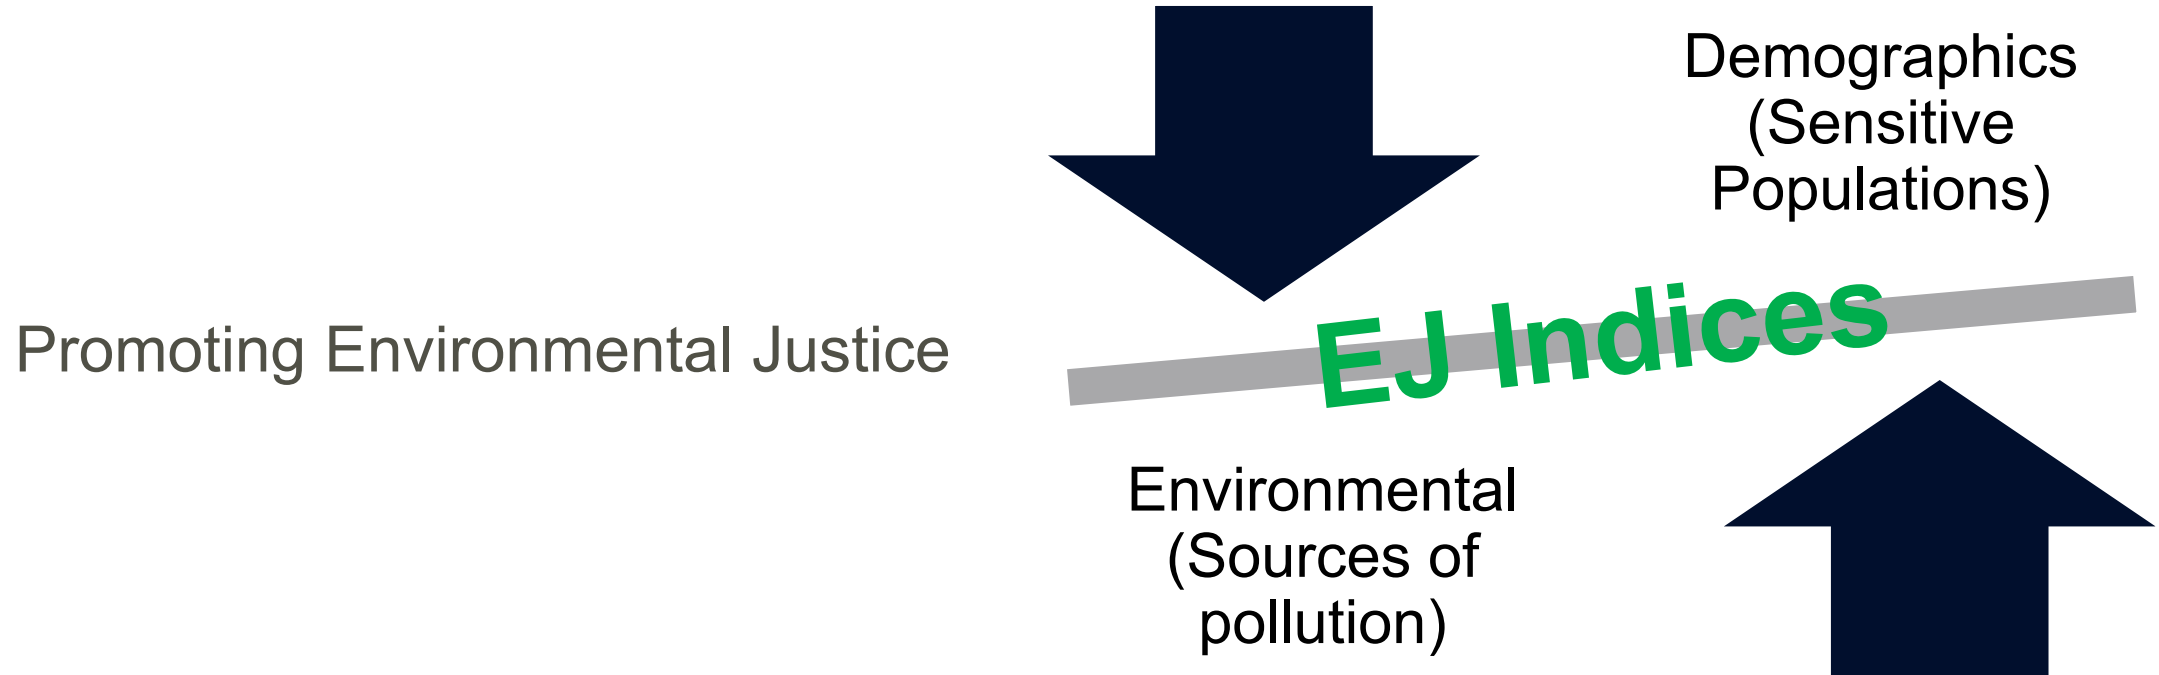 Promoting Environmental Justice
Demographics
(Sensitive
Populations)
EJ Indices
Environmental
(Sources of
pollution)